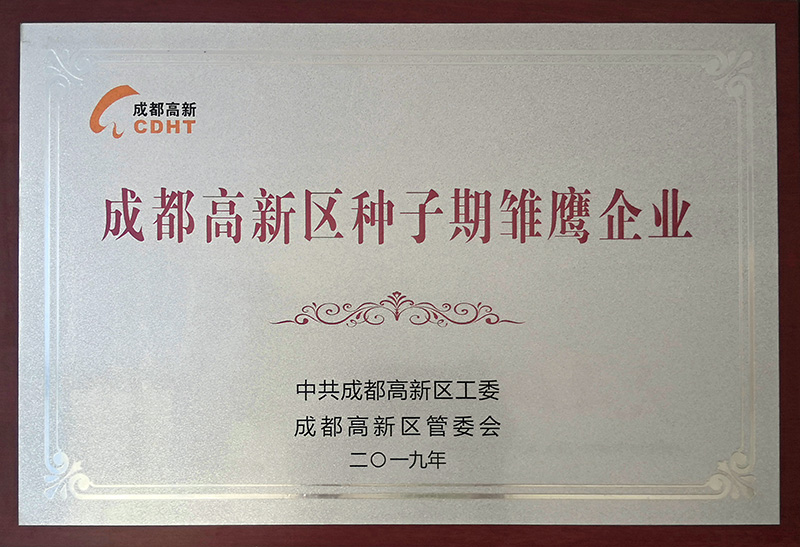 成都高新
CDHT
成都高新区种子期雏鹰企业
中共成都高新区工委
成都高新区管委会
二〇一九年